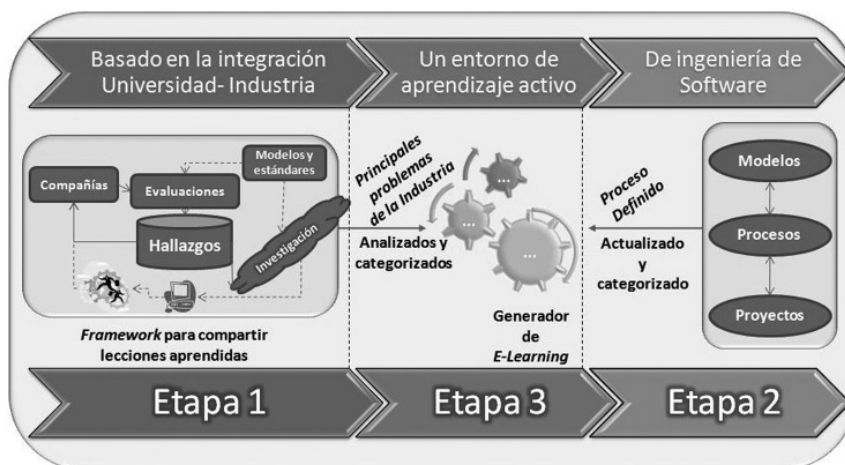 Basado en la integración
Universidad- Industria
Un entorno de
aprendizaje activo
De ingeniería de
Software
Compañías
Evaluaciones
Modelos y
estándares
Hallazgos
Investigación
Framework para compartir
lecciones aprendidas
Principales
problemas
de la Industria
Analizados y
categorizados
...
...
...
Generador
de
E-Learning
Proceso
Definido
Actualizado
y
categorizado
Modelos
Procesos
Proyectos
Etapa 1
Etapa 3
Etapa 2